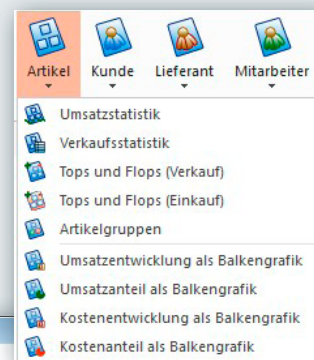 Artikel Kunde Lieferant Mitarbeiter
Umsatzstatistik
Verkaufsstatistik
Tops und Flops (Verkauf)
Tops und Flops (Einkauf)
Artikelgruppen
Umsatzentwicklung als Balkengrafik
Umsatzanteil als Balkengrafik
Kostenentwicklung als Balkengrafik
Kostenanteil als Balkengrafik